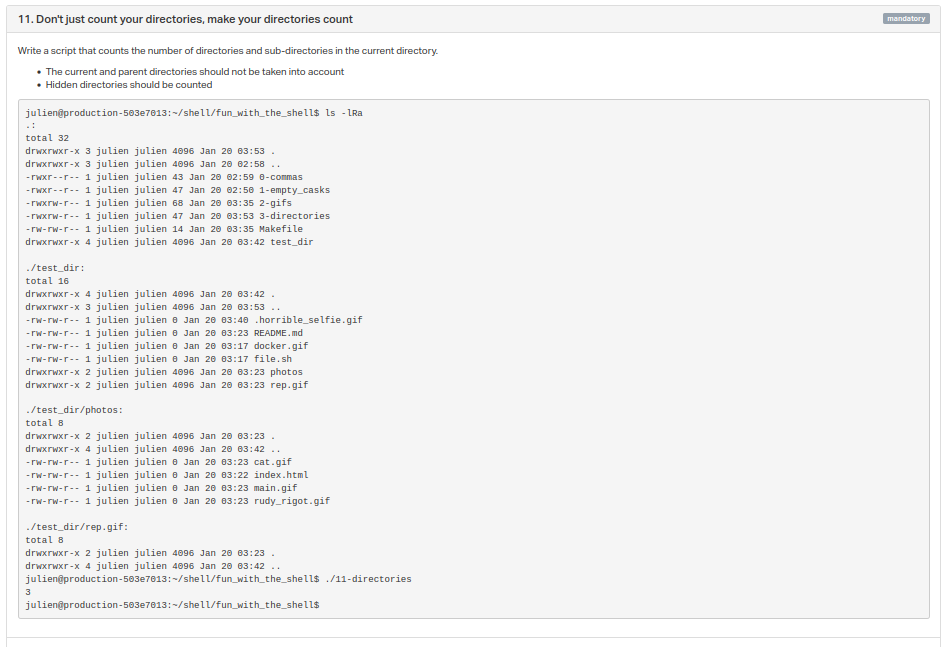 11. Don't just count your directories, make your directories count
mandatory
Write a script that counts the number of directories and sub-directories in the current directory.
• The current and parent directories should not be taken into account
• Hidden directories should be counted
julien@production-503e7013:~/shell/fun_with_the_shell$ ls -lRa
.:
total 32
drwxrwxr-x 3 julien julien 4096 Jan 20 03:53 .
drwxrwxr-x 3 julien julien 4096 Jan 20 02:58 ..
-rwxr--r-- 1 julien julien 43 Jan 20 02:59 0-commas
-rwxrw-r-- 1 julien julien 47 Jan 20 02:50 1-empty_casks
-rwxrw-r-- 1 julien julien 68 Jan 20 03:35 2-gifs
-rwxrw-r-- 1 julien julien 47 Jan 20 03:53 3-directories
-rw-rw-r-- 1 julien julien 14 Jan 20 03:35 Makefile
drwxrwxr-x 4 julien julien 4096 Jan 20 03:42 test_dir
./test_dir:
total 16
drwxrwxr-x 4 julien julien 4096 Jan 20 03:42 .
drwxrwxr-x 3 julien julien 4096 Jan 20 03:53 ..
-rw-rw-r-- 1 julien julien 0 Jan 20 03:40 .horrible_selfie.gif
-rw-rw-r-- 1 julien julien 0 Jan 20 03:23 README.md
-rw-rw-r-- 1 julien julien 0 Jan 20 03:17 docker.gif
-rw-rw-r-- 1 julien julien 0 Jan 20 03:17 file.sh
drwxrwxr-x 2 julien julien 4096 Jan 20 03:23 photos
drwxrwxr-x 2 julien julien 4096 Jan 20 03:23 rep.gif
./test_dir/photos:
total 8
drwxrwxr-x 2 julien julien 4096 Jan 20 03:23 .
drwxrwxr-x 4 julien julien 4096 Jan 20 03:42 ..
-rw-rw-r-- 1 julien julien 0 Jan 20 03:23 cat.gif
-rw-rw-r-- 1 julien julien 0 Jan 20 03:22 index.html
-rw-rw-r-- 1 julien julien 0 Jan 20 03:23 main.gif
-rw-rw-r-- 1 julien julien 0 Jan 20 03:23 rudy_rigot.gif
./test_dir/rep.gif:
total 8
drwxrwxr-x 2 julien julien 4096 Jan 20 03:23 .
drwxrwxr-x 4 julien julien 4096 Jan 20 03:42 ..
julien@production-503e7013:~/shell/fun_with_the_shell$ ./11-directories
3
julien@production-503e7013:~/shell/fun_with_the_shell$